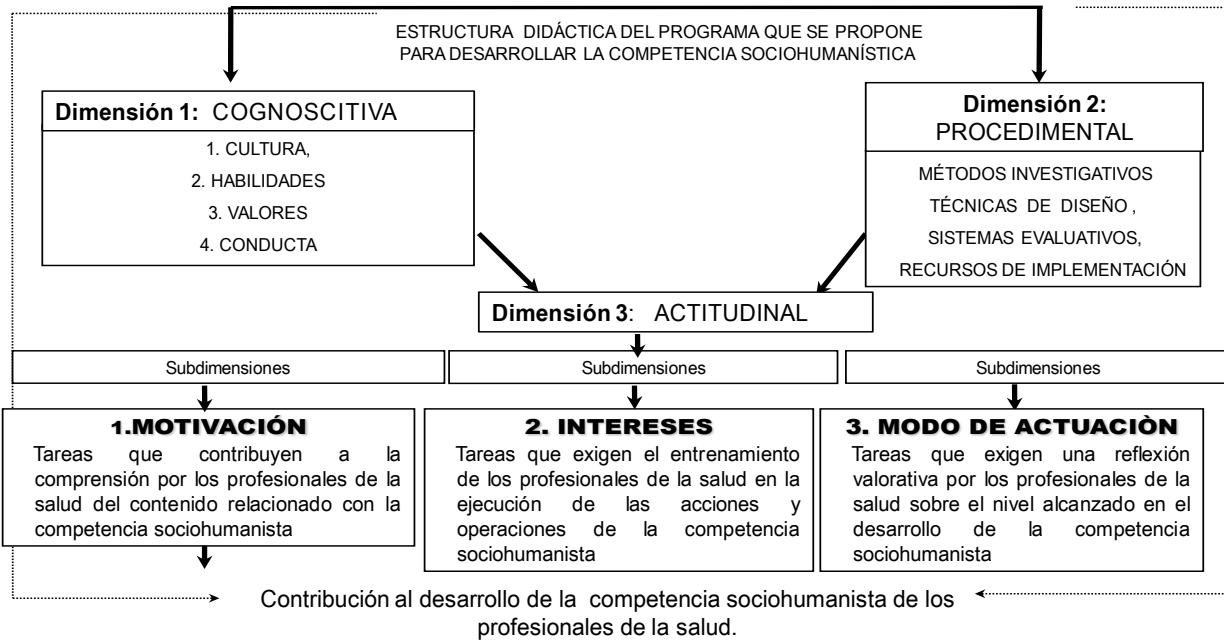 ESTRUCTURA DIDÁCTICA DEL PROGRAMA QUE SE PROPONE
PARA DESARROLLAR LA COMPETENCIA SOCIOHUMANÍSTICA
Dimensión 1: COGNOSCITIVA
1. CULTURA,
2. HABILIDADES
3. VALORES
4. CONDUCTA
Dimensión 2:
PROCEDIMENTAL
MÉTODOS INVESTIGATIVOS
TÉCNICAS DE DISEÑO ,
SISTEMAS EVALUATIVOS,
RECURSOS DE IMPLEMENTACIÓN
Dimensión 3: ACTITUDINAL
Subdimensiones
Subdimensiones
Subdimensiones
1.MOTIVACIÓN
Tareas que contribuyen a la
comprensión por los profesionales de la
salud del contenido relacionado con la
competencia sociohumanista
2. INTERESES
Tareas que exigen el entrenamiento
de los profesionales de la salud en la
ejecución de las acciones y
operaciones de la competencia
sociohumanista
3. MODO DE ACTUACIÒN
Tareas que exigen una reflexión
valorativa por los profesionales de la
salud sobre el nivel alcanzado en el
desarrollo de la competencia
sociohumanista
Contribución al desarrollo de la competencia sociohumanista de los
profesionales de la salud.